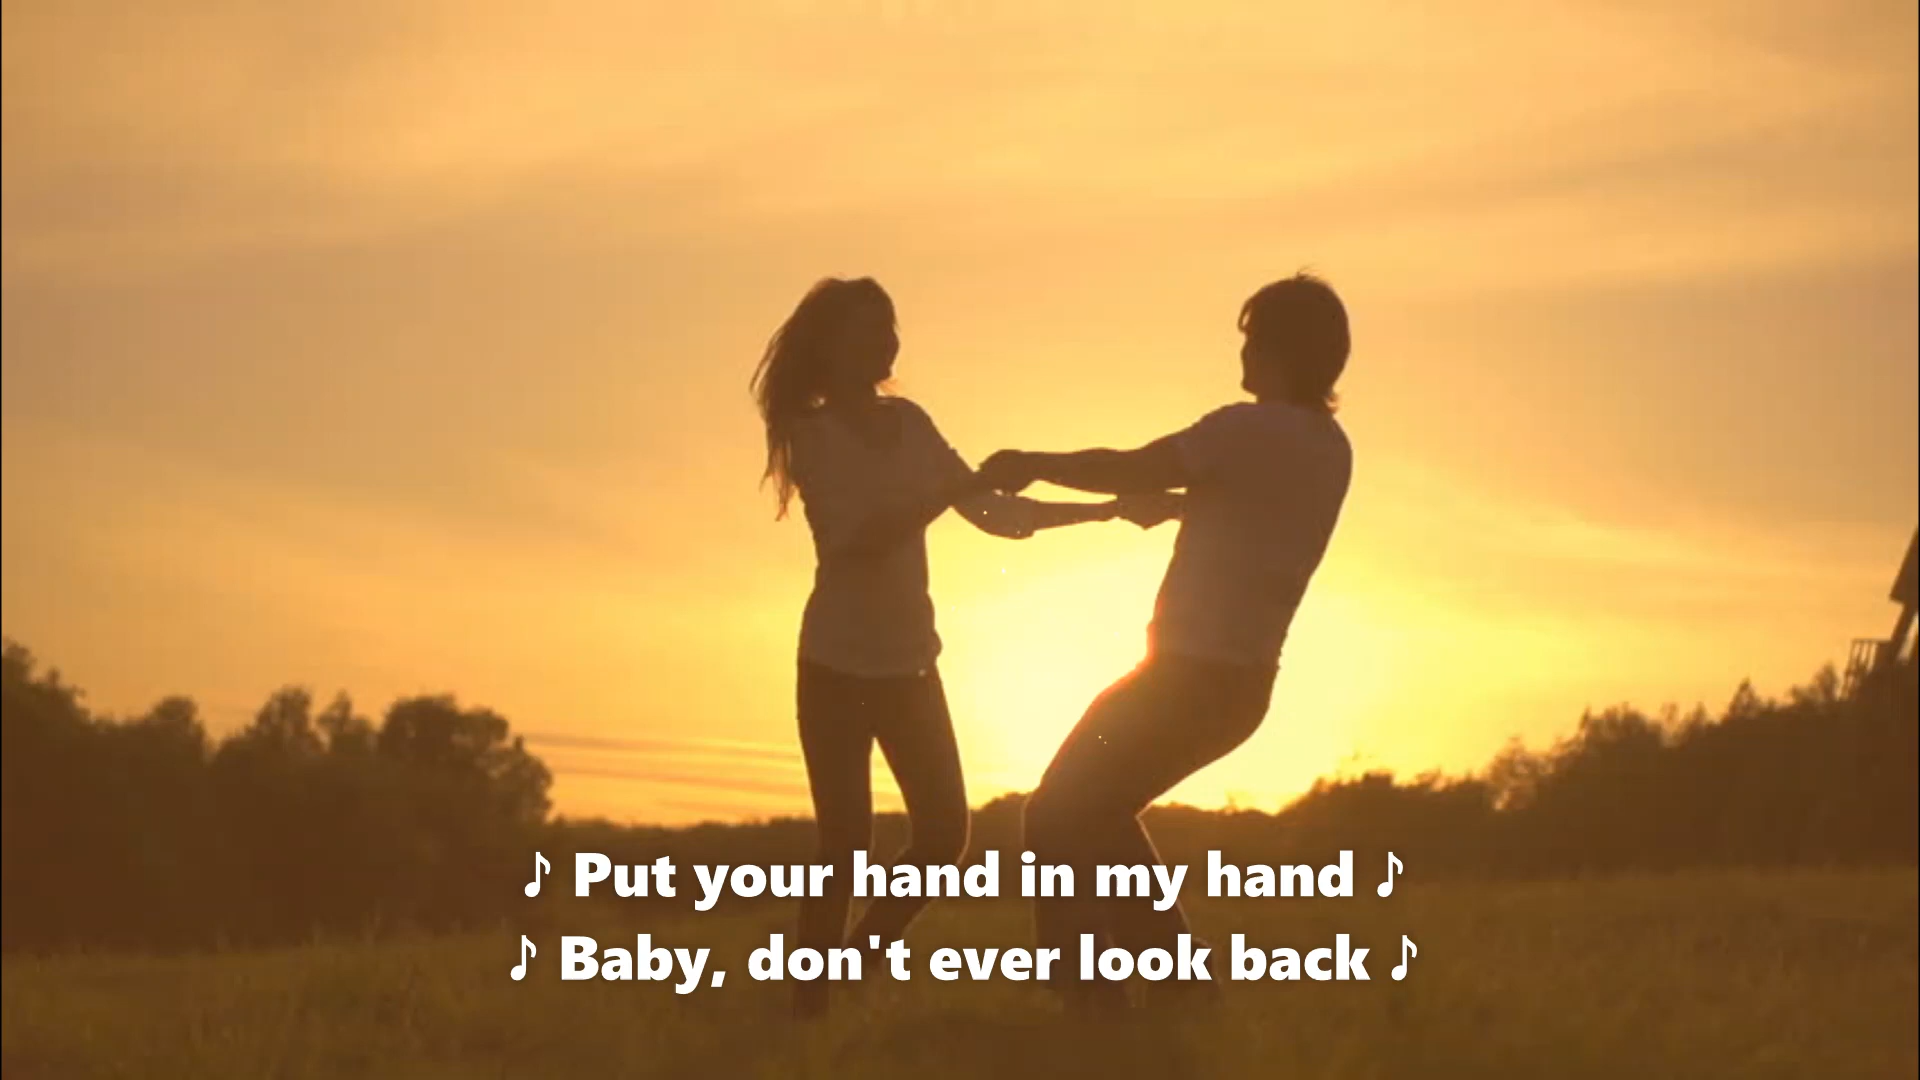 ♪ Put your hand in my hand ♪
♪ Baby, don't ever look back ♪